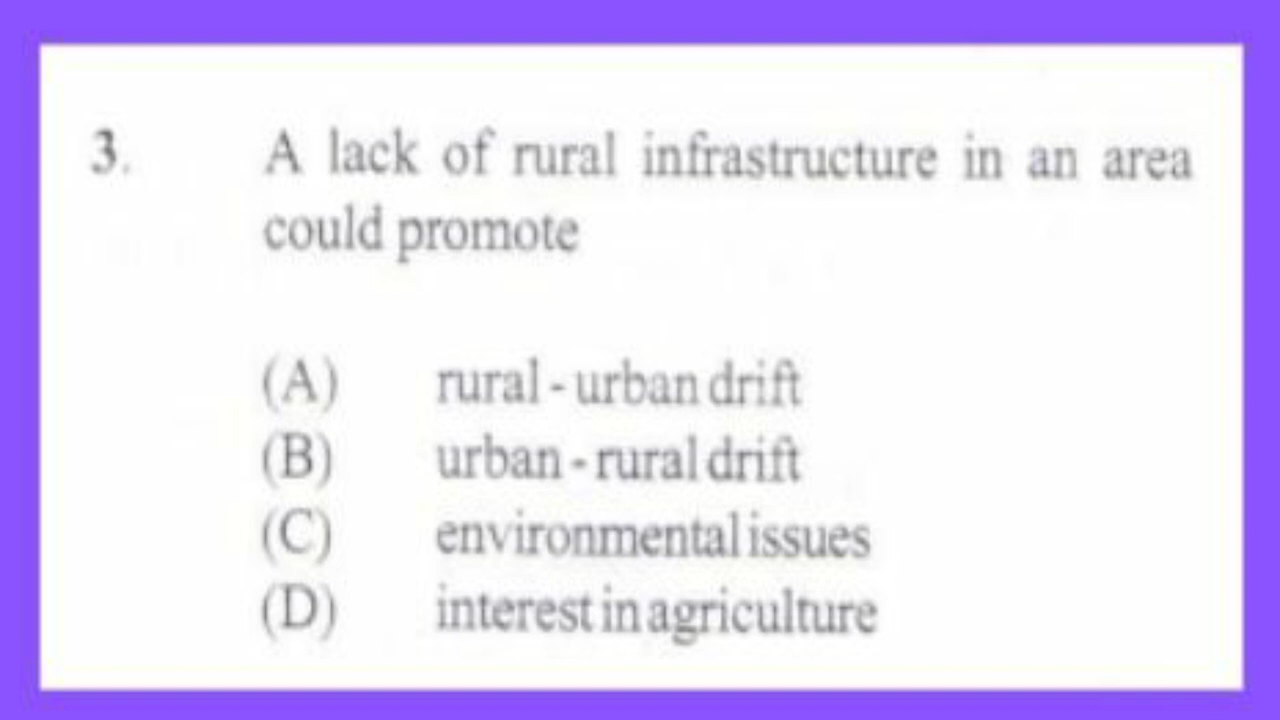 3. A lack of rural infrastructure in an area
could promote
(A) rural - urban drift
(B) urban - rural drift
(C) environmental issues
(D) interest in agriculture